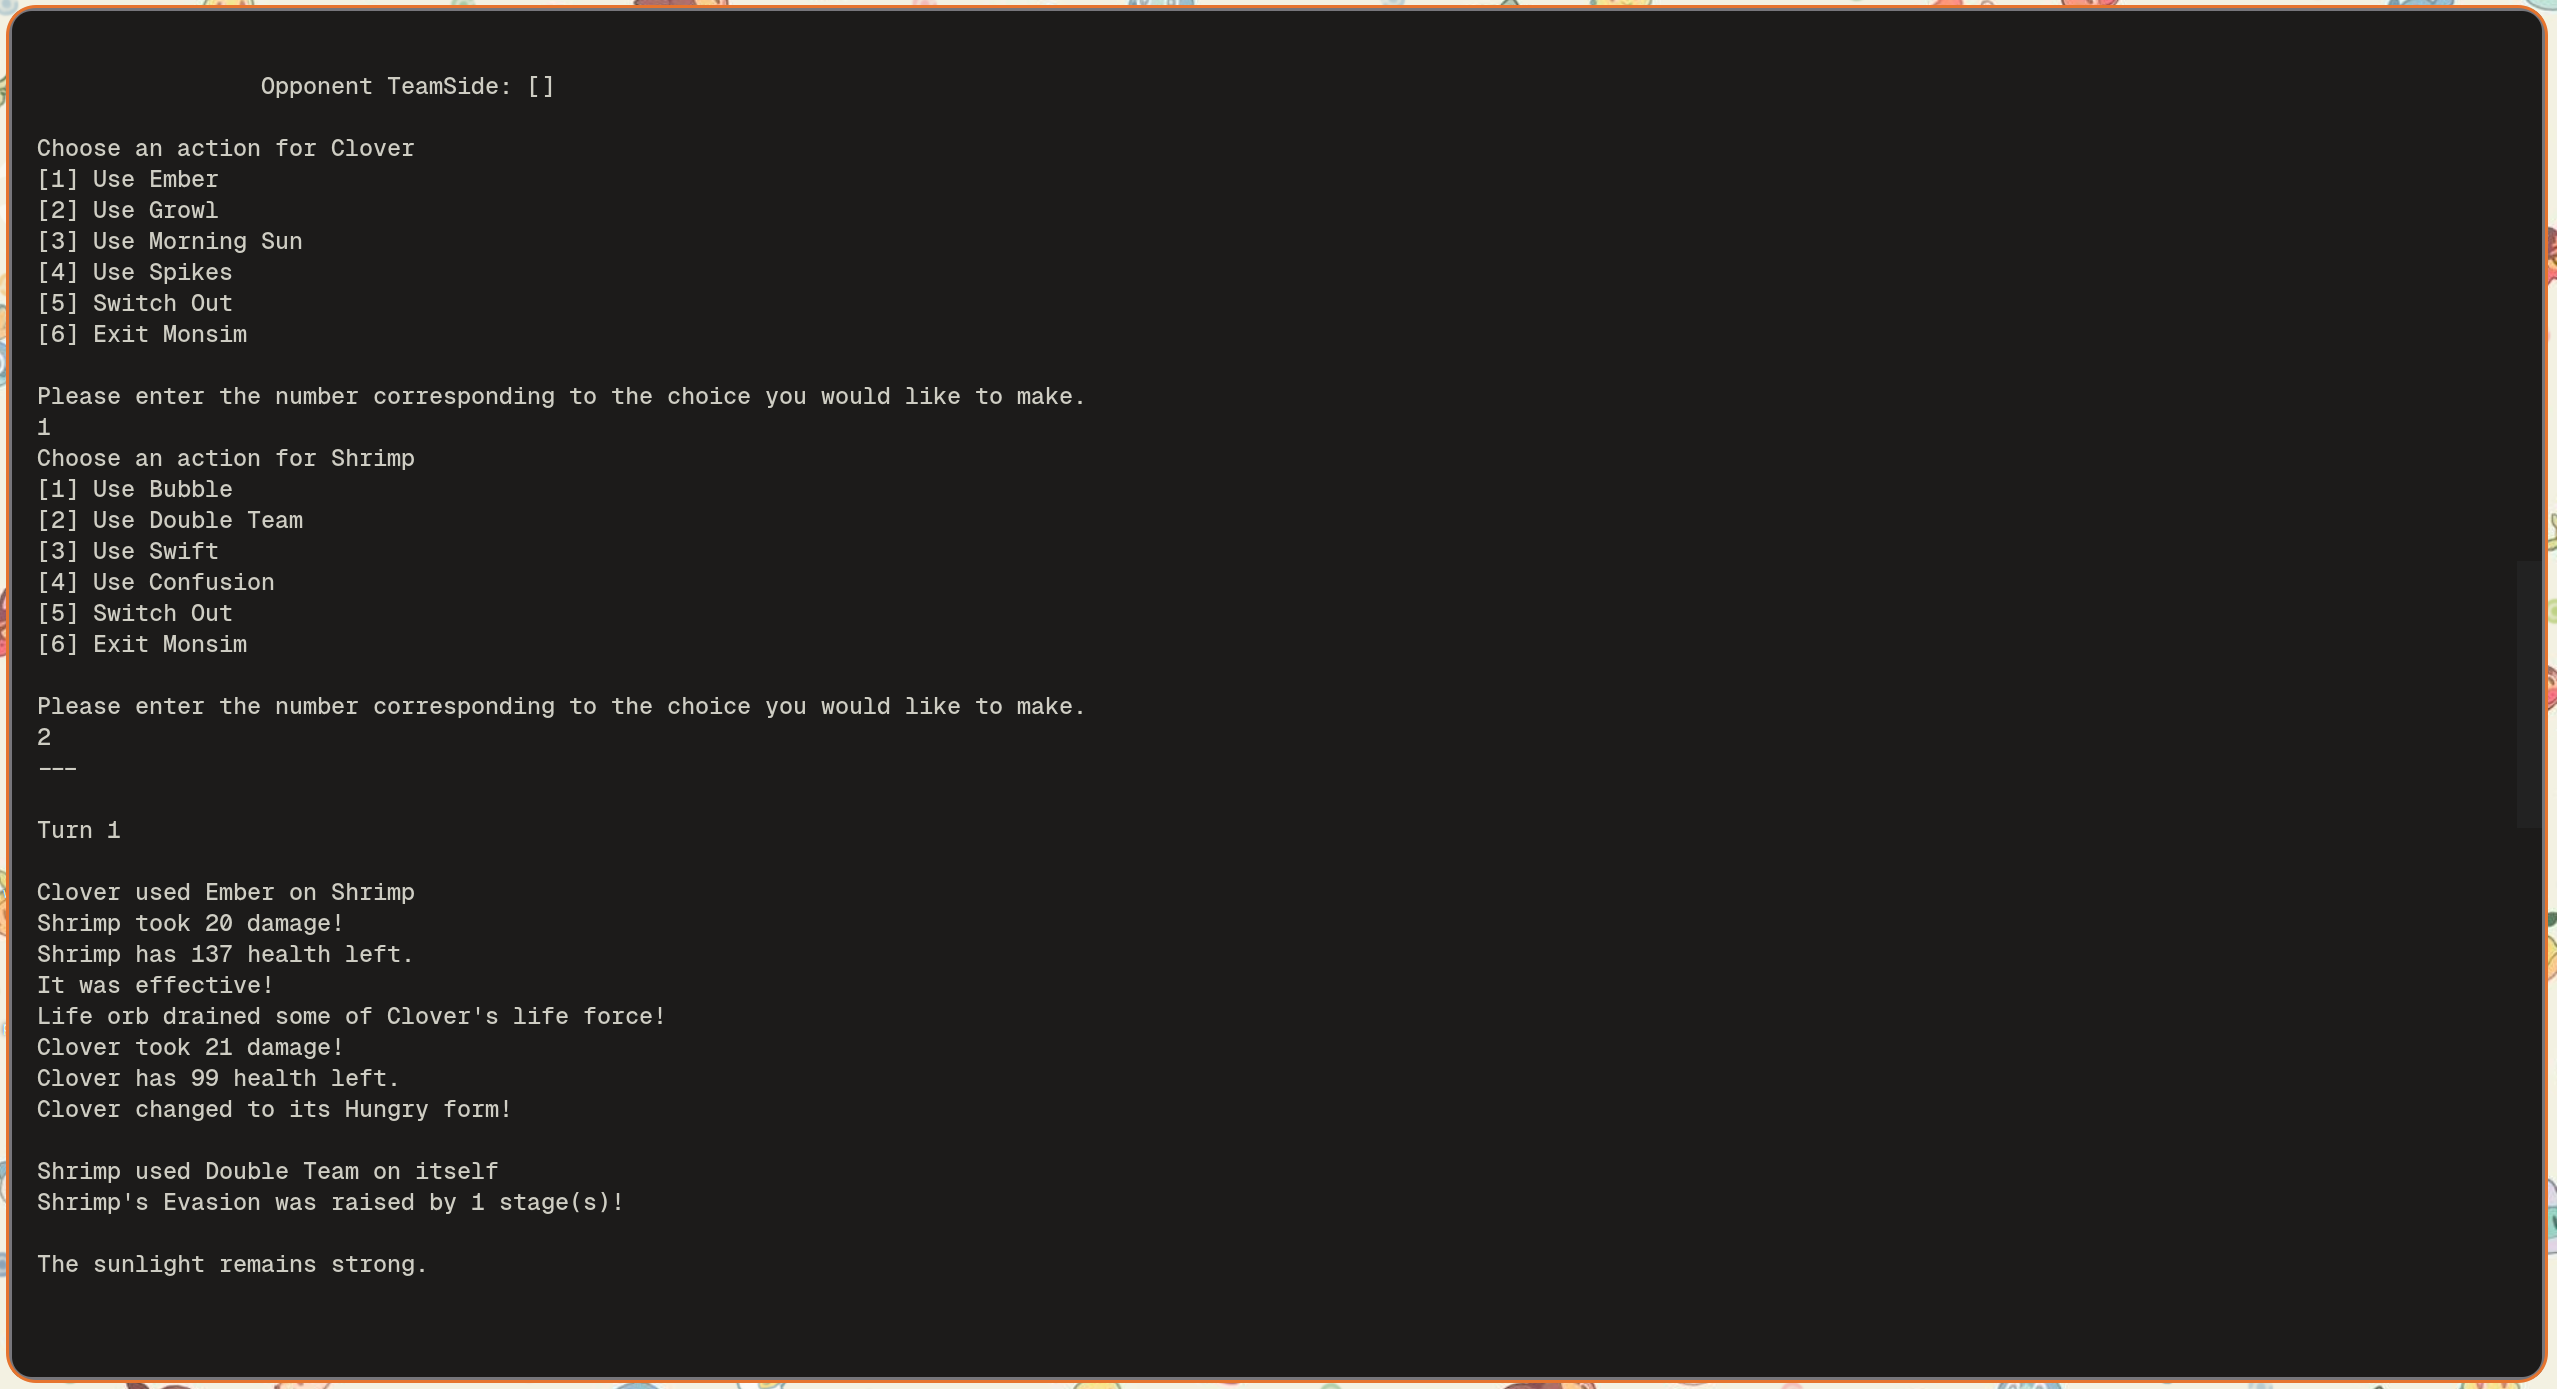 Opponent TeamSide: []
Choose an action for Clover
[1] Use Ember
[2] Use Growl
[3] Use Morning Sun
[4] Use Spikes
[5] Switch Out
[6] Exit Monsim
Please enter the number corresponding to the choice you would like to make.
1
Choose an action for Shrimp
[1] Use Bubble
[2] Use Double Team
[3] Use Swift
[4] Use Confusion
[5] Switch Out
[6] Exit Monsim
Please enter the number corresponding to the choice you would like to make.
2
---
Turn 1
Clover used Ember on Shrimp
Shrimp took 20 damage!
Shrimp has 137 health left.
It was effective!
Life orb drained some of Clover's life force!
Clover took 21 damage!
Clover has 99 health left.
Clover changed to its Hungry form!
Shrimp used Double Team on itself
Shrimp's Evasion was raised by 1 stage(s)!
The sunlight remains strong.